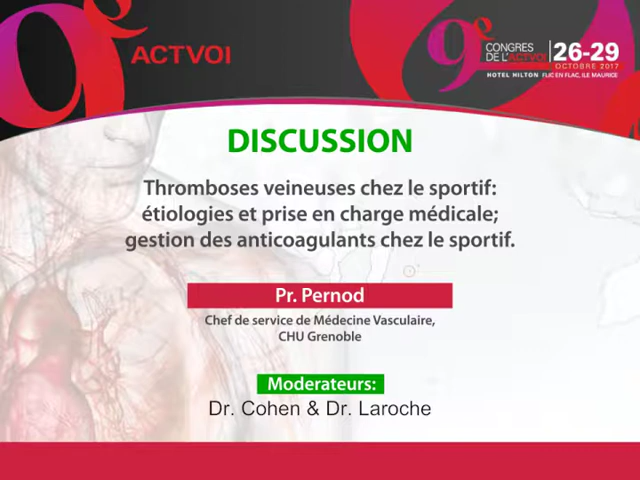 9e ACTVOI
9e CONGRES
DE L'ACTVOI
26-29
OCTOBRE 2017
HOTEL HILTON FLIC EN FLAC, ILE MAURICE
DISCUSSION
Thromboses veineuses chez le sportif:
étiologies et prise en charge médicale;
gestion des anticoagulants chez le sportif.
Pr. Pernod
Chef de service de Médecine Vasculaire,
CHU Grenoble
Moderateurs:
Dr. Cohen & Dr. Laroche